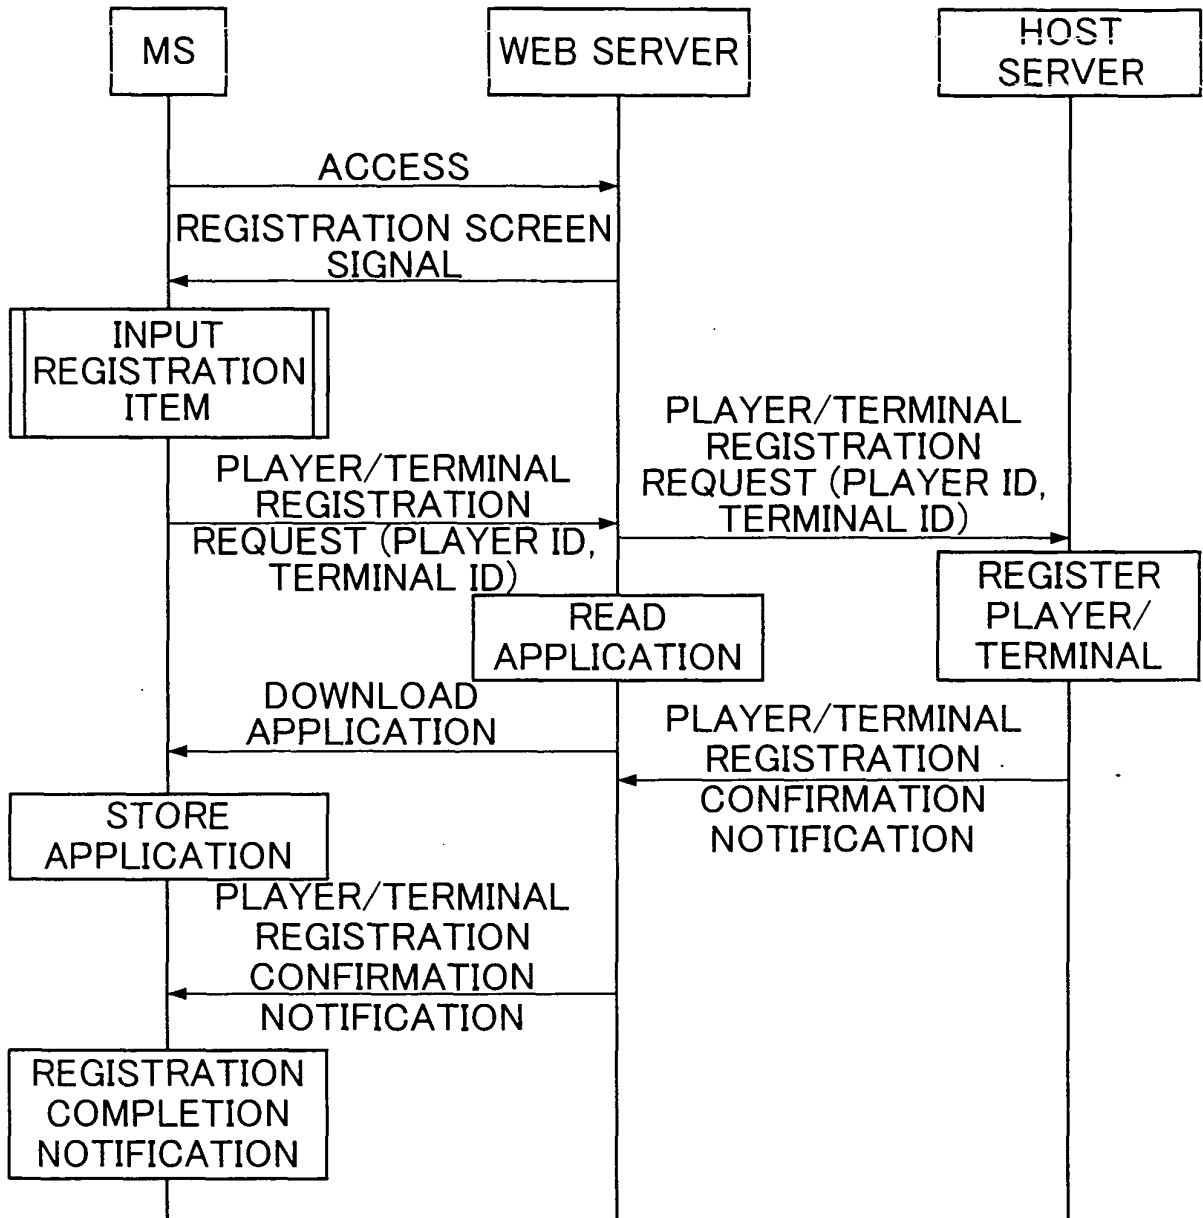 MS
WEB SERVER
HOST
SERVER
ACCESS
REGISTRATION SCREEN
SIGNAL
INPUT
REGISTRATION
ITEM
PLAYER/TERMINAL
REGISTRATION
REQUEST (PLAYER ID,
TERMINAL ID)
PLAYER/TERMINAL
REGISTRATION
REQUEST (PLAYER ID,
TERMINAL ID)
READ
APPLICATION
REGISTER
PLAYER/
TERMINAL
DOWNLOAD
APPLICATION
PLAYER/TERMINAL
REGISTRATION
CONFIRMATION
NOTIFICATION
STORE
APPLICATION
PLAYER/TERMINAL
REGISTRATION
CONFIRMATION
NOTIFICATION
REGISTRATION
COMPLETION
NOTIFICATION